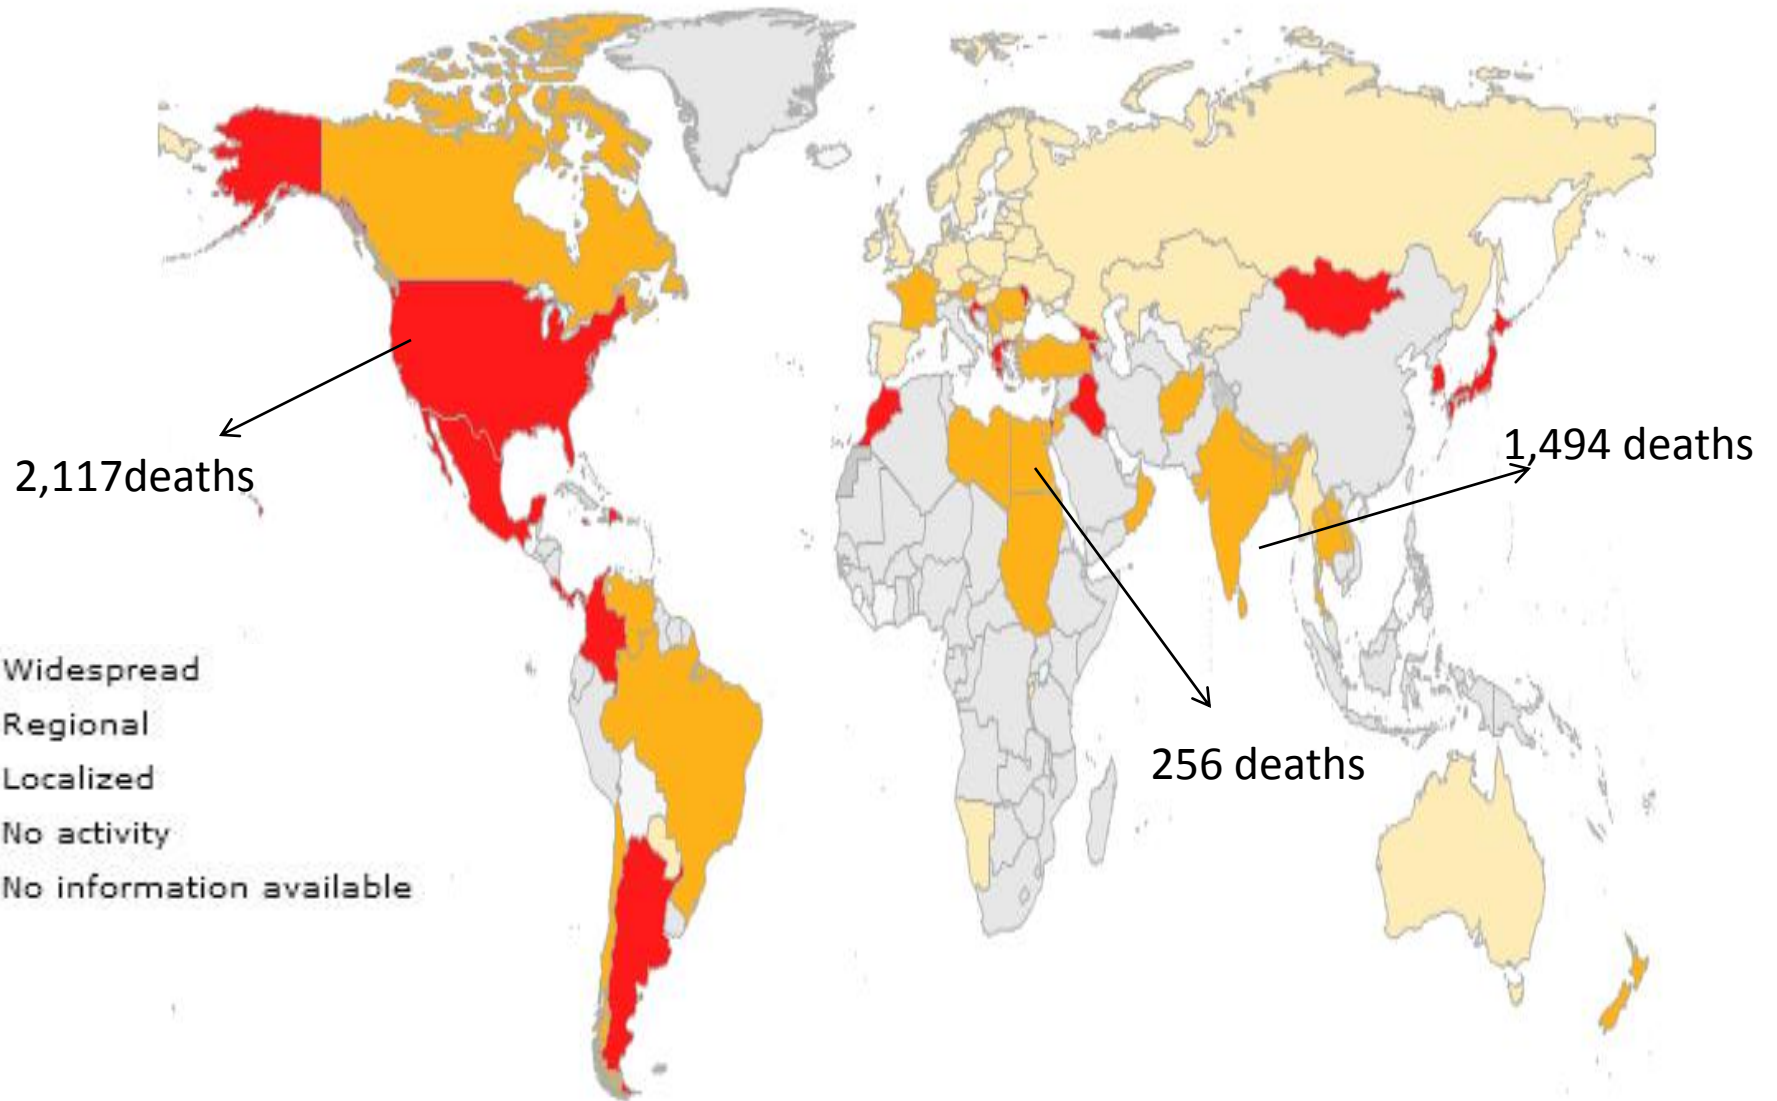 1,494 deaths
2,117deaths
256 deaths
Widespread
Regional
Localized
No activity
No information available